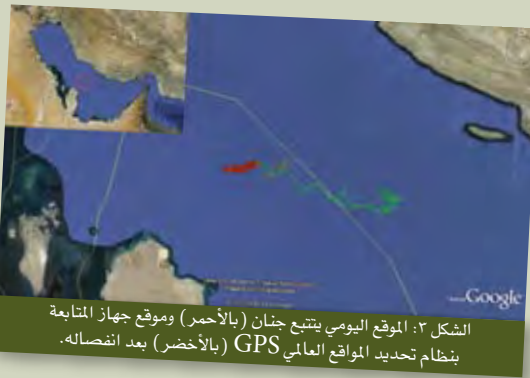 Google
الشكل ٣: الموقع اليومي يتتبع جنان (بالأحمر) وموقع جهاز المتابعة
بنظام تحديد المواقع العالمي GPS (بالأخضر) بعد انفصاله.